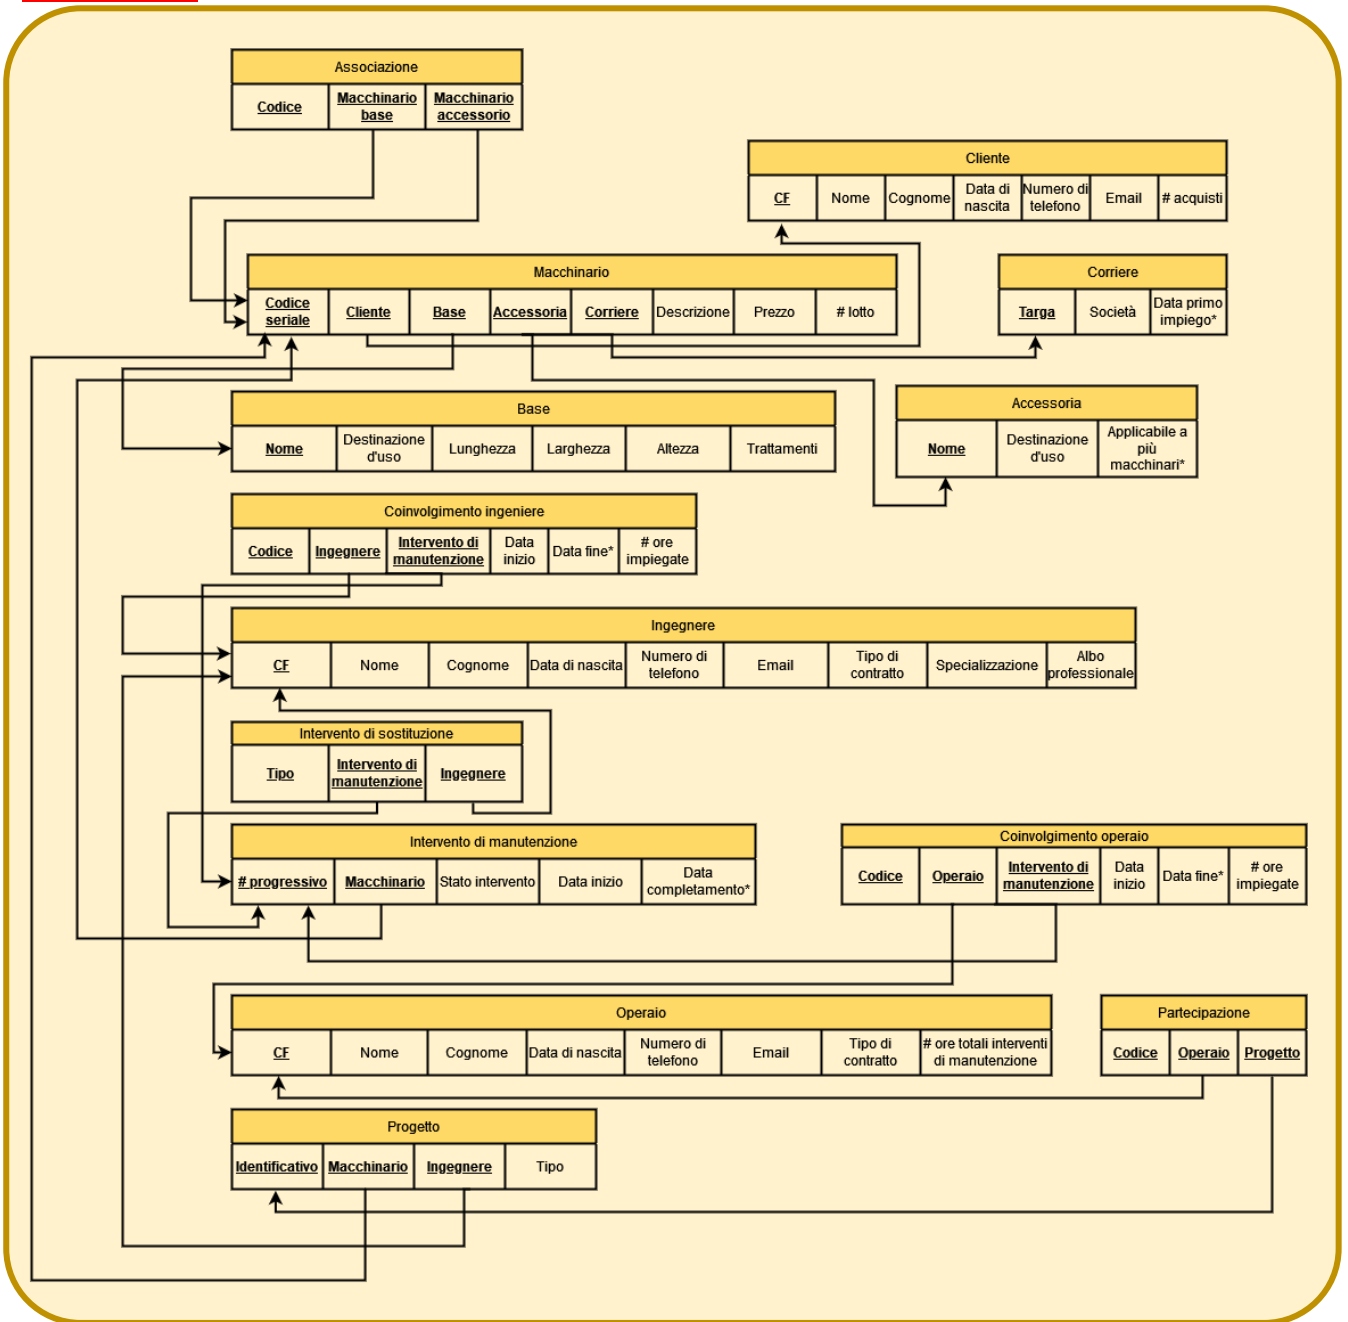 Associazione
Codice
Macchinario
base
Macchinario
accessorio
Cliente
CF
Nome
Cognome
Data di
nascita
Numero di
telefono
Email
# acquisti
Macchinario
Codice
seriale
Cliente
Base
Accessoria
Corriere
Descrizione
Prezzo
# lotto
Corriere
Targa
Società
Data primo
impiego*
Base
Nome
Destinazione
d'uso
Lunghezza
Larghezza
Altezza
Trattamenti
Accessoria
Nome
Destinazione
d'uso
Applicabile a
più
macchinari*
Coinvolgimento ingeniere
Codice
Ingegnere
Intervento di
manutenzione
Data
inizio
Data fine*
# ore
impiegate
Ingegnere
CF
Nome
Cognome
Data di nascita
Numero di
telefono
Email
Tipo di
contratto
Specializzazione
Albo
professionale
Intervento di sostituzione
Tipo
Intervento di
manutenzione
Ingegnere
Intervento di manutenzione
# progressivo
Macchinario
Stato intervento
Data inizio
Data
completamento*
Coinvolgimento operaio
Codice
Operaio
Intervento di
manutenzione
Data
inizio
Data fine*
# ore
impiegate
Operaio
CF
Nome
Cognome
Data di nascita
Numero di
telefono
Email
Tipo di
contratto
# ore totali interventi
di manutenzione
Partecipazione
Codice
Operaio
Progetto
Progetto
Identificativo
Macchinario
Ingegnere
Tipo